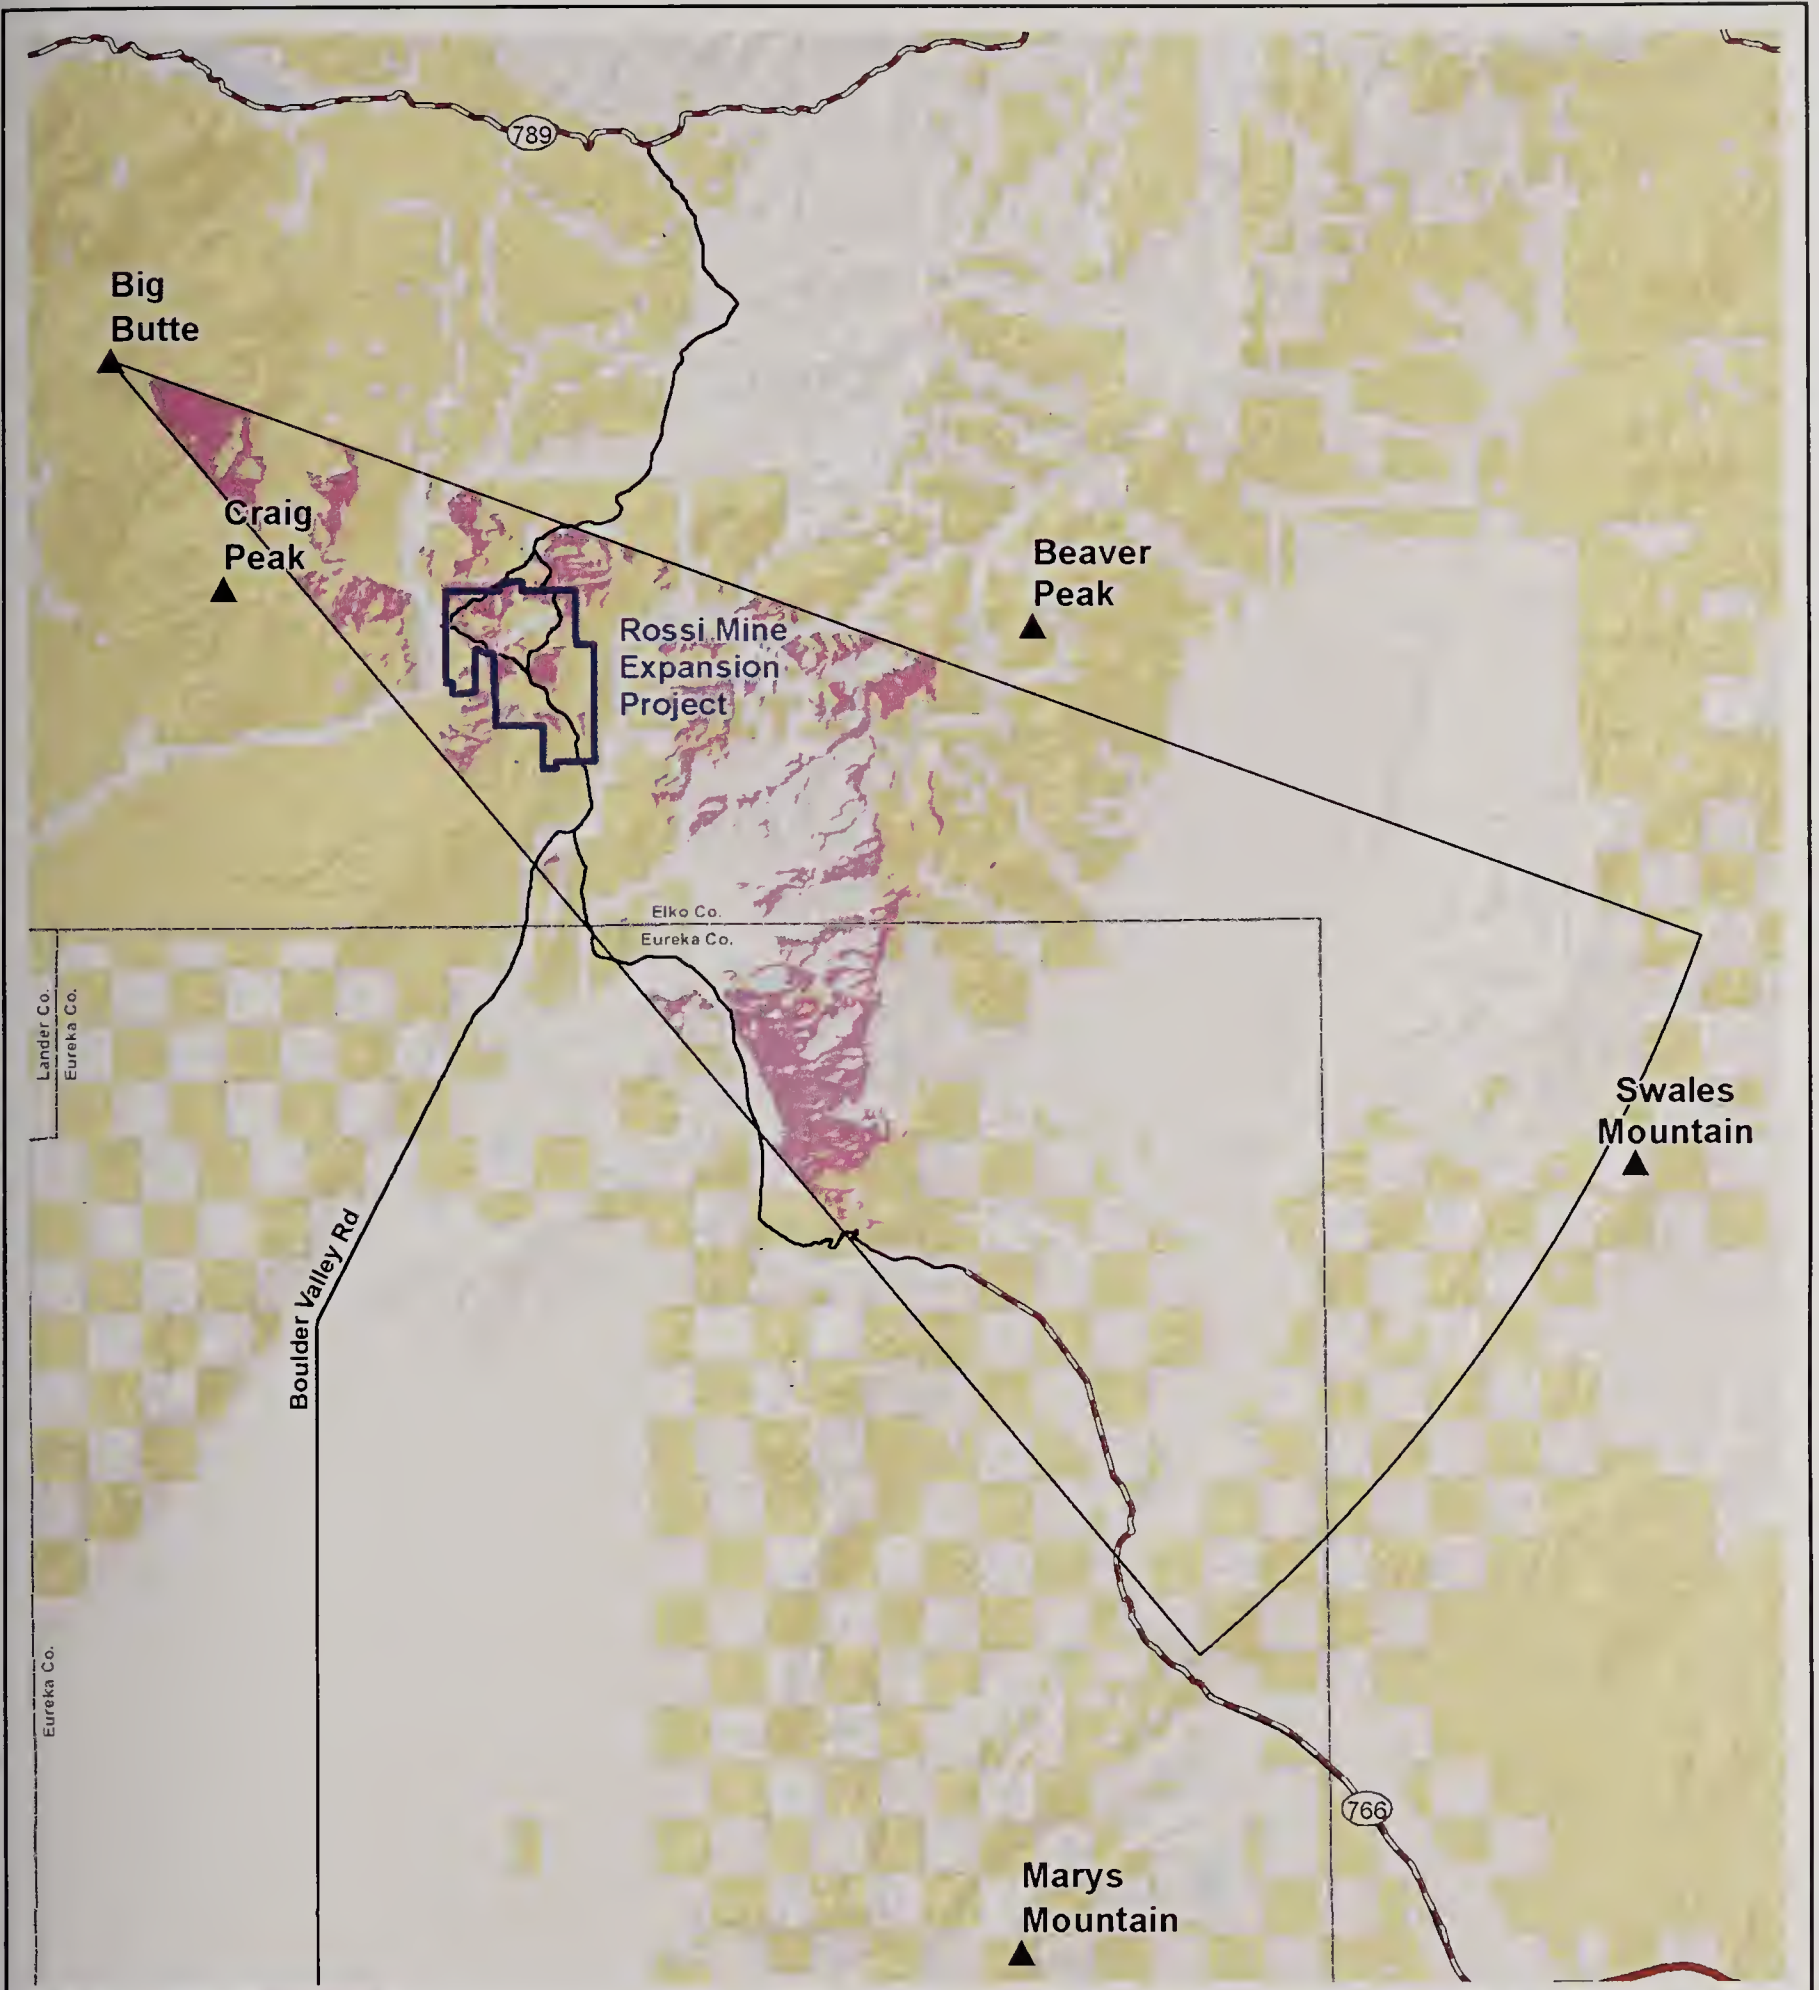 789
Big
Butte
Craig
Peak
Beaver
Peak
Rossi Mine
Expansion
Project
Elko Co.
Eureka Co.
Lander Co.
Eureka Co.
Swales
Mountain
Boulder Valley Rd
Eureka Co.
766
Marys
Mountain